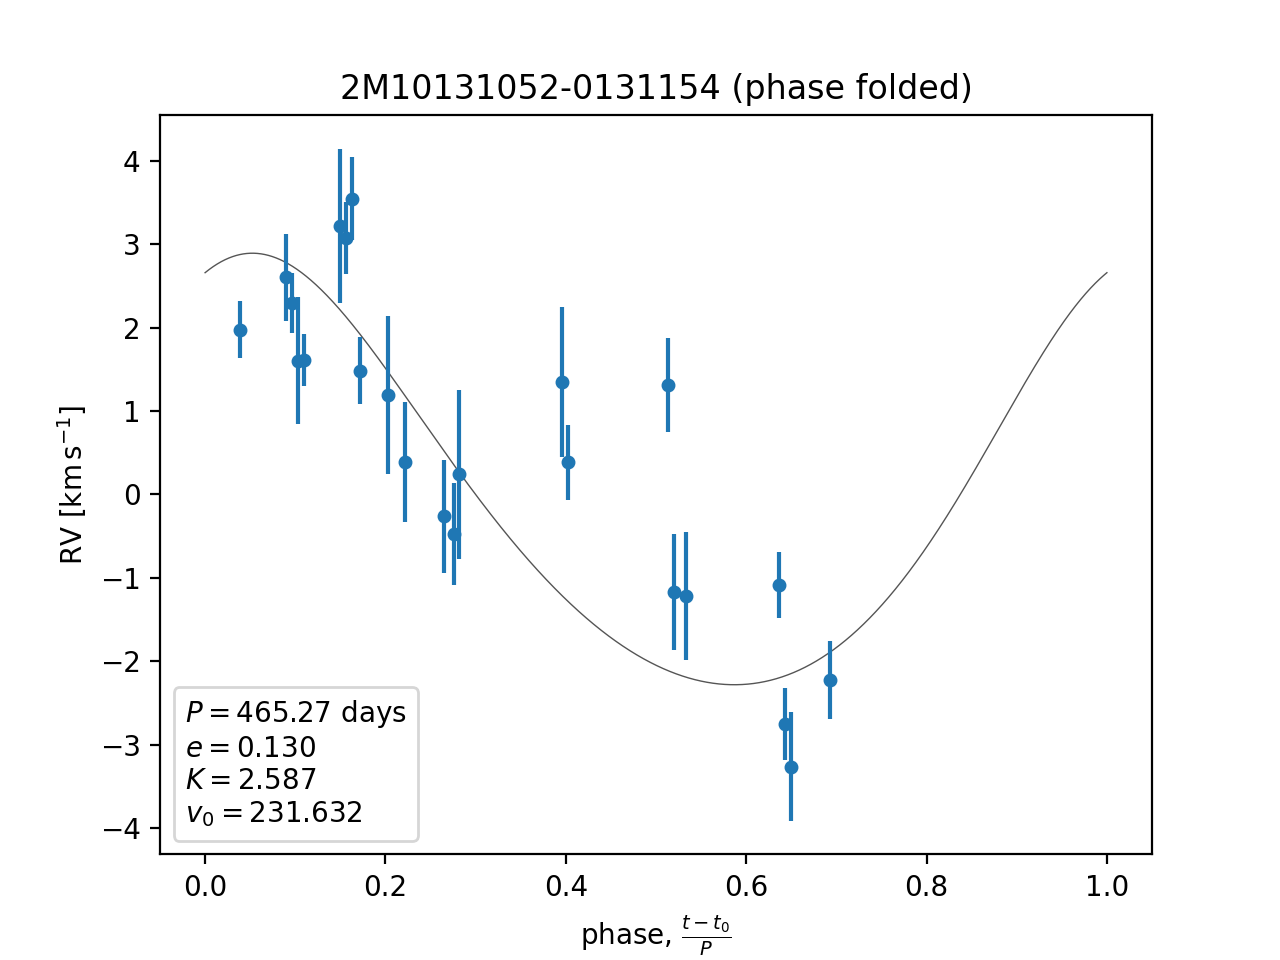 2M10131052-0131154 (phase folded)
4
3
2
1
0
−1
−2
−3
−4
RV [km s⁻¹]
P = 465.27 days
e = 0.130
K = 2.587
v₀ = 231.632
0.0 0.2 0.4 0.6 0.8 1.0
phase, (t − t₀)/P